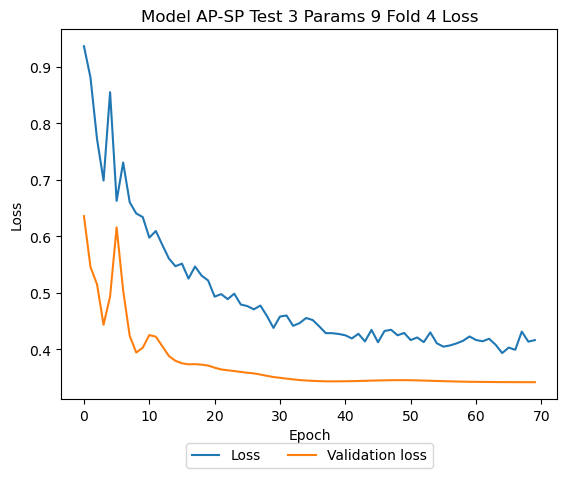 Model AP-SP Test 3 Params 9 Fold 4 Loss
Loss
0.9
0.8
0.7
0.6
0.5
0.4
0 10 20 30 40 50 60 70
Epoch
Loss Validation loss